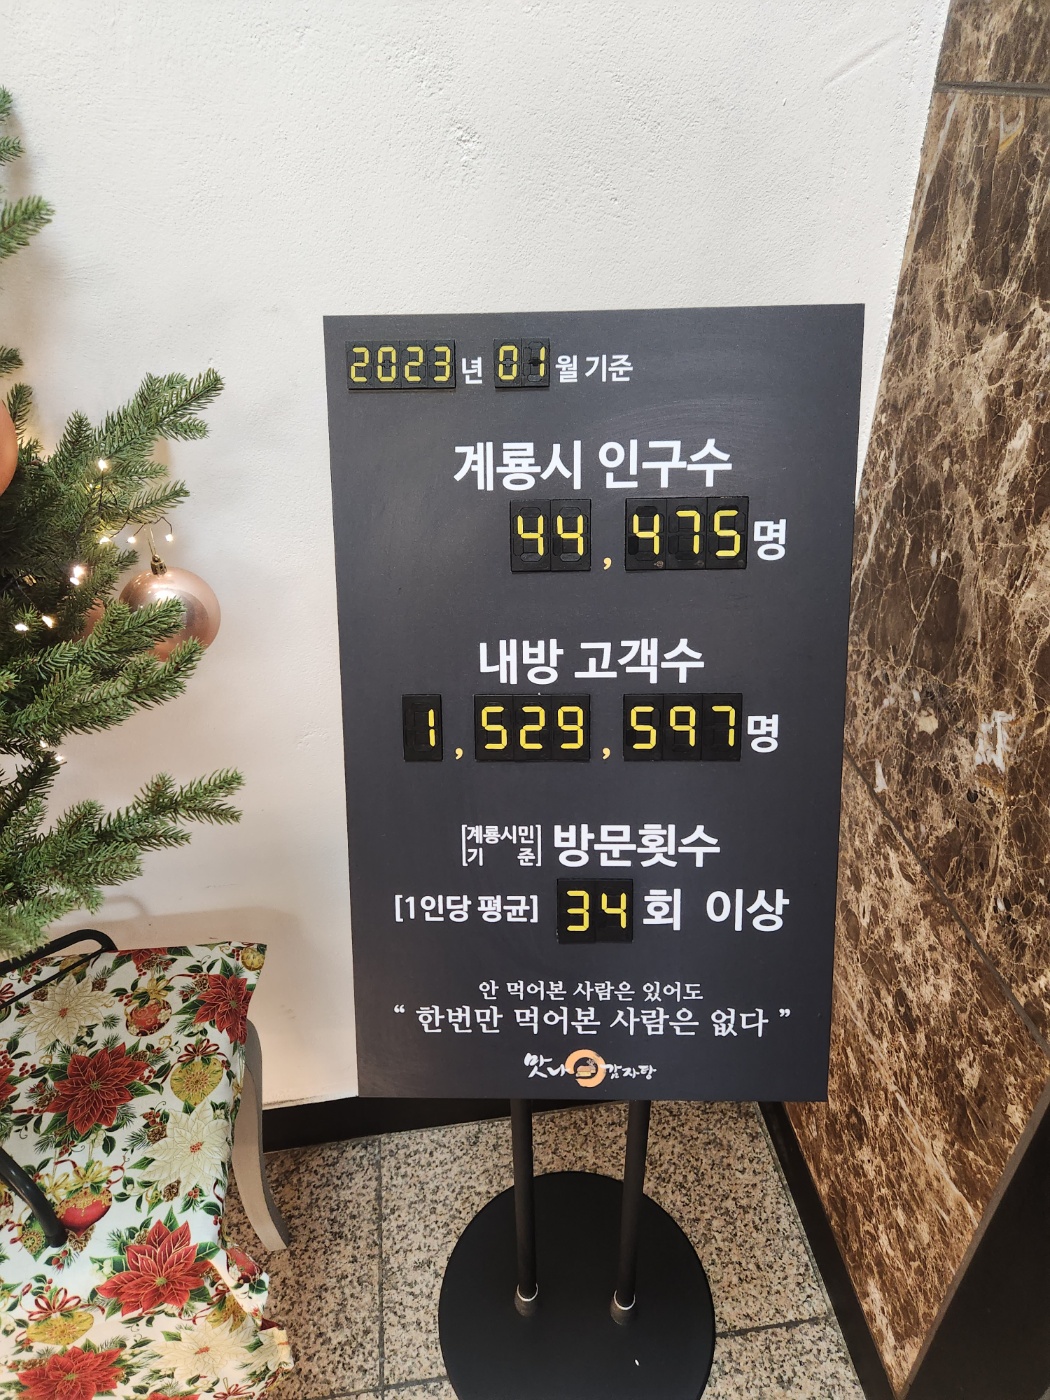 2023년 01월 기준
계룡시 인구수
44,475명
내방 고객수
1,529,597명
[계룡시민 기 준] 방문횟수
[1인당 평균] 34회 이상
안 먹어본 사람은 있어도
“ 한번만 먹어본 사람은 없다 ”
맛나감자탕